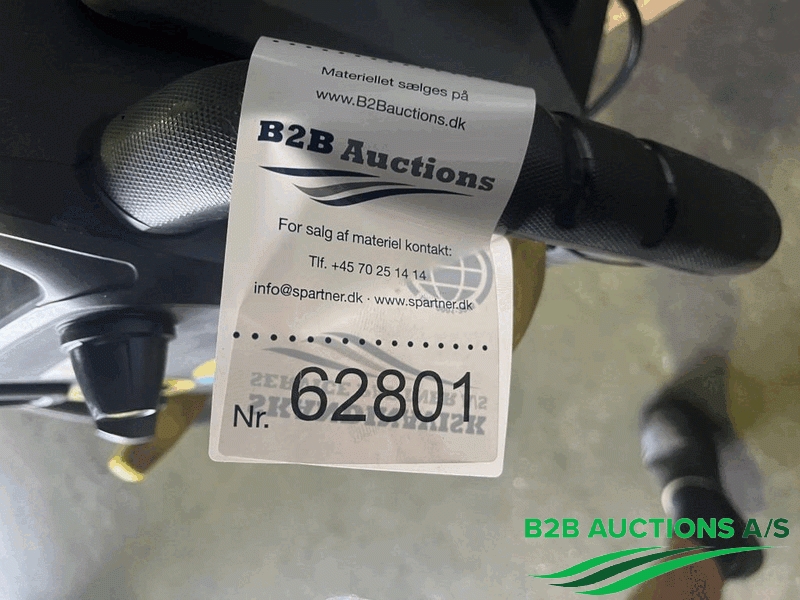 Materiellet sælges på
www.B2Bauctions.dk
B2B Auctions
For salg af materiel kontakt:
Tlf. +45 70 25 14 14
info@spartner.dk · www.spartner.dk
Nr. 62801
B2B AUCTIONS A/S